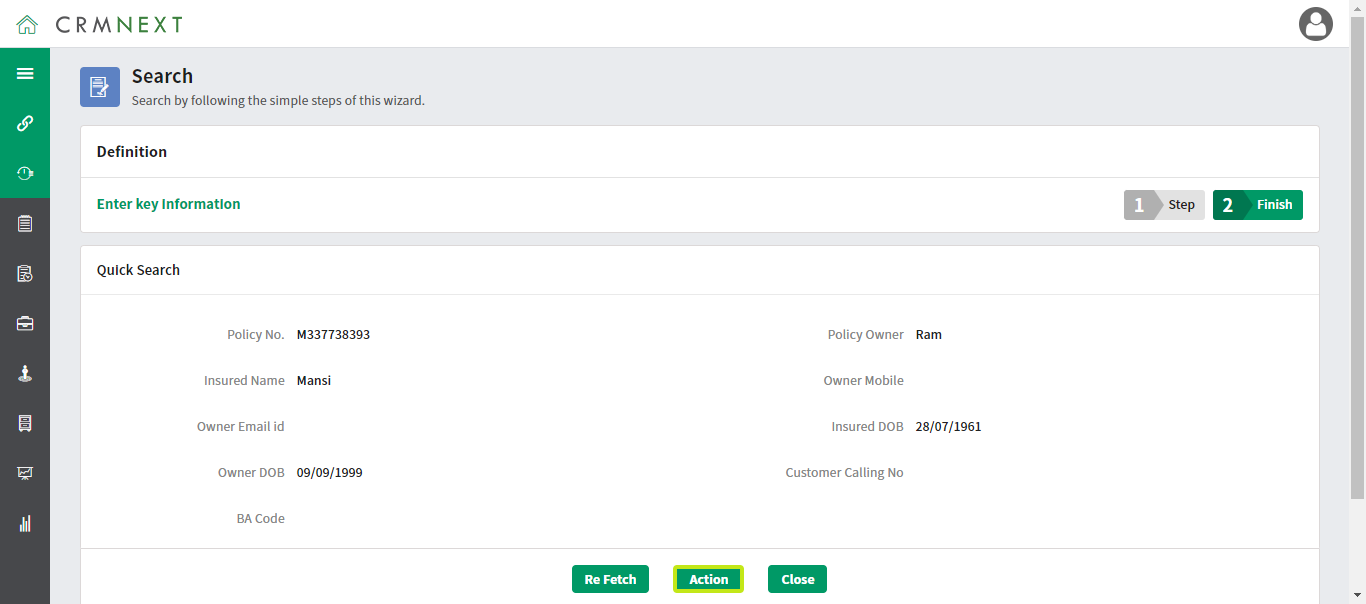 CRMNEXT
Search
Search by following the simple steps of this wizard.
Definition
Enter key Information
1 Step 2 Finish
Quick Search
Policy No. M337738393 Policy Owner Ram
Insured Name Mansi Owner Mobile
Owner Email id Insured DOB 28/07/1961
Owner DOB 09/09/1999 Customer Calling No
BA Code
Re Fetch Action Close